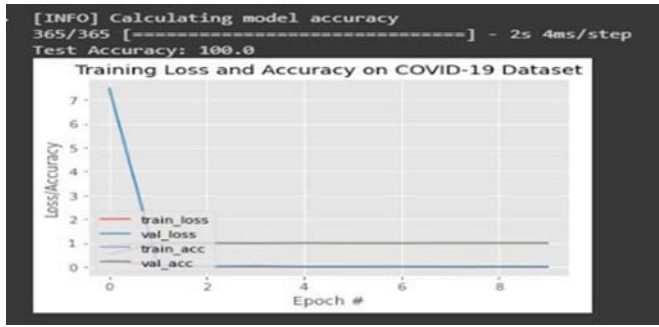 [INFO] Calculating model accuracy
365/365 [==============================] - 2s 4ms/step
Test Accuracy: 100.0
Training Loss and Accuracy on COVID-19 Dataset
Loss/Accuracy
7
6
5
4
3
2
1
0
train_loss
val_loss
train_acc
val_acc
0 2 4 6 8
Epoch #